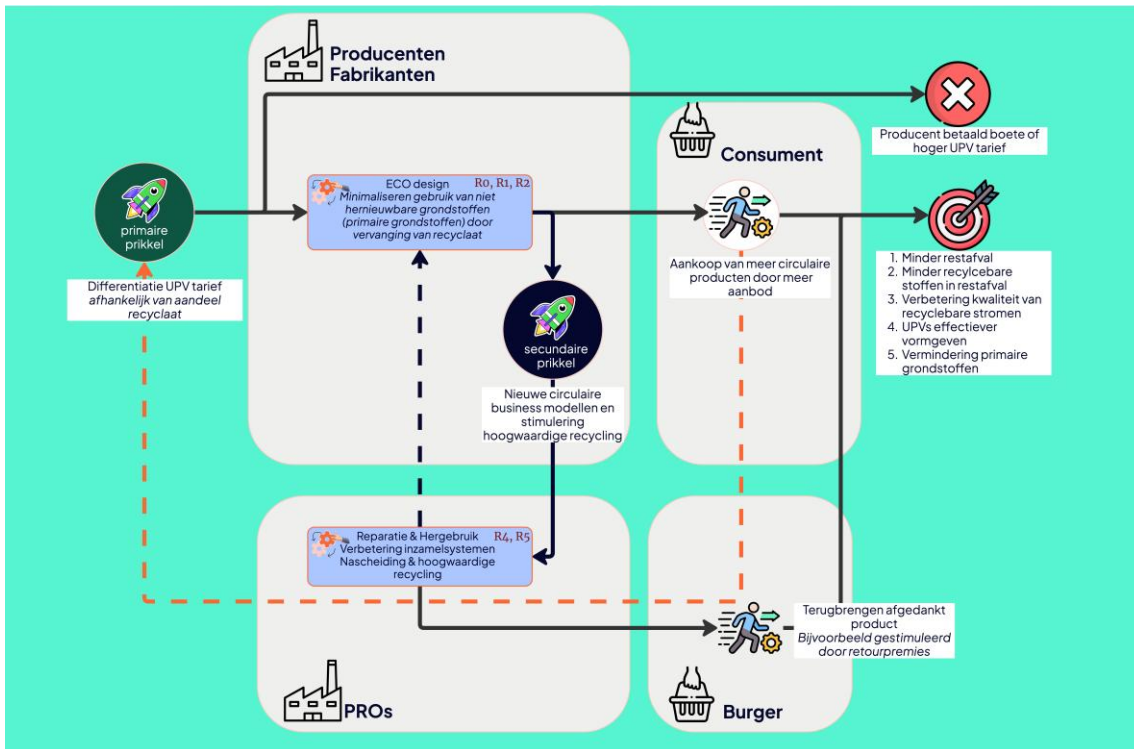 Producenten
Fabrikanten
Producent betaald boete of
hoger UPV tarief
Consument
ECO design
R0, R1, R2
Minimaliseren gebruik van niet
hernieuwbare grondstoffen
(primaire grondstoffen) door
vervanging van recyclaat
primaire
prikkel
Differentiatie UPV tarief
afhankelijk van aandeel
recyclaat
Aankoop van meer circulaire
producten door meer
aanbod
1. Minder restafval
2. Minder recylcebare
stoffen in restafval
3. Verbetering kwaliteit van
recyclebare stromen
4. UPVs effectiever
vormgeven
5. Vermindering primaire
grondstoffen
secundaire
prikkel
Nieuwe circulaire
business modellen en
stimulering
hoogwaardige recycling
Reparatie & Hergebruik
R4, R5
Verbetering inzamelsystemen
Nascheiding & hoogwaardige
recycling
Terugbrengen afgedankt
product
Bijvoorbeeld gestimuleerd
door retourpremies
PROs
Burger